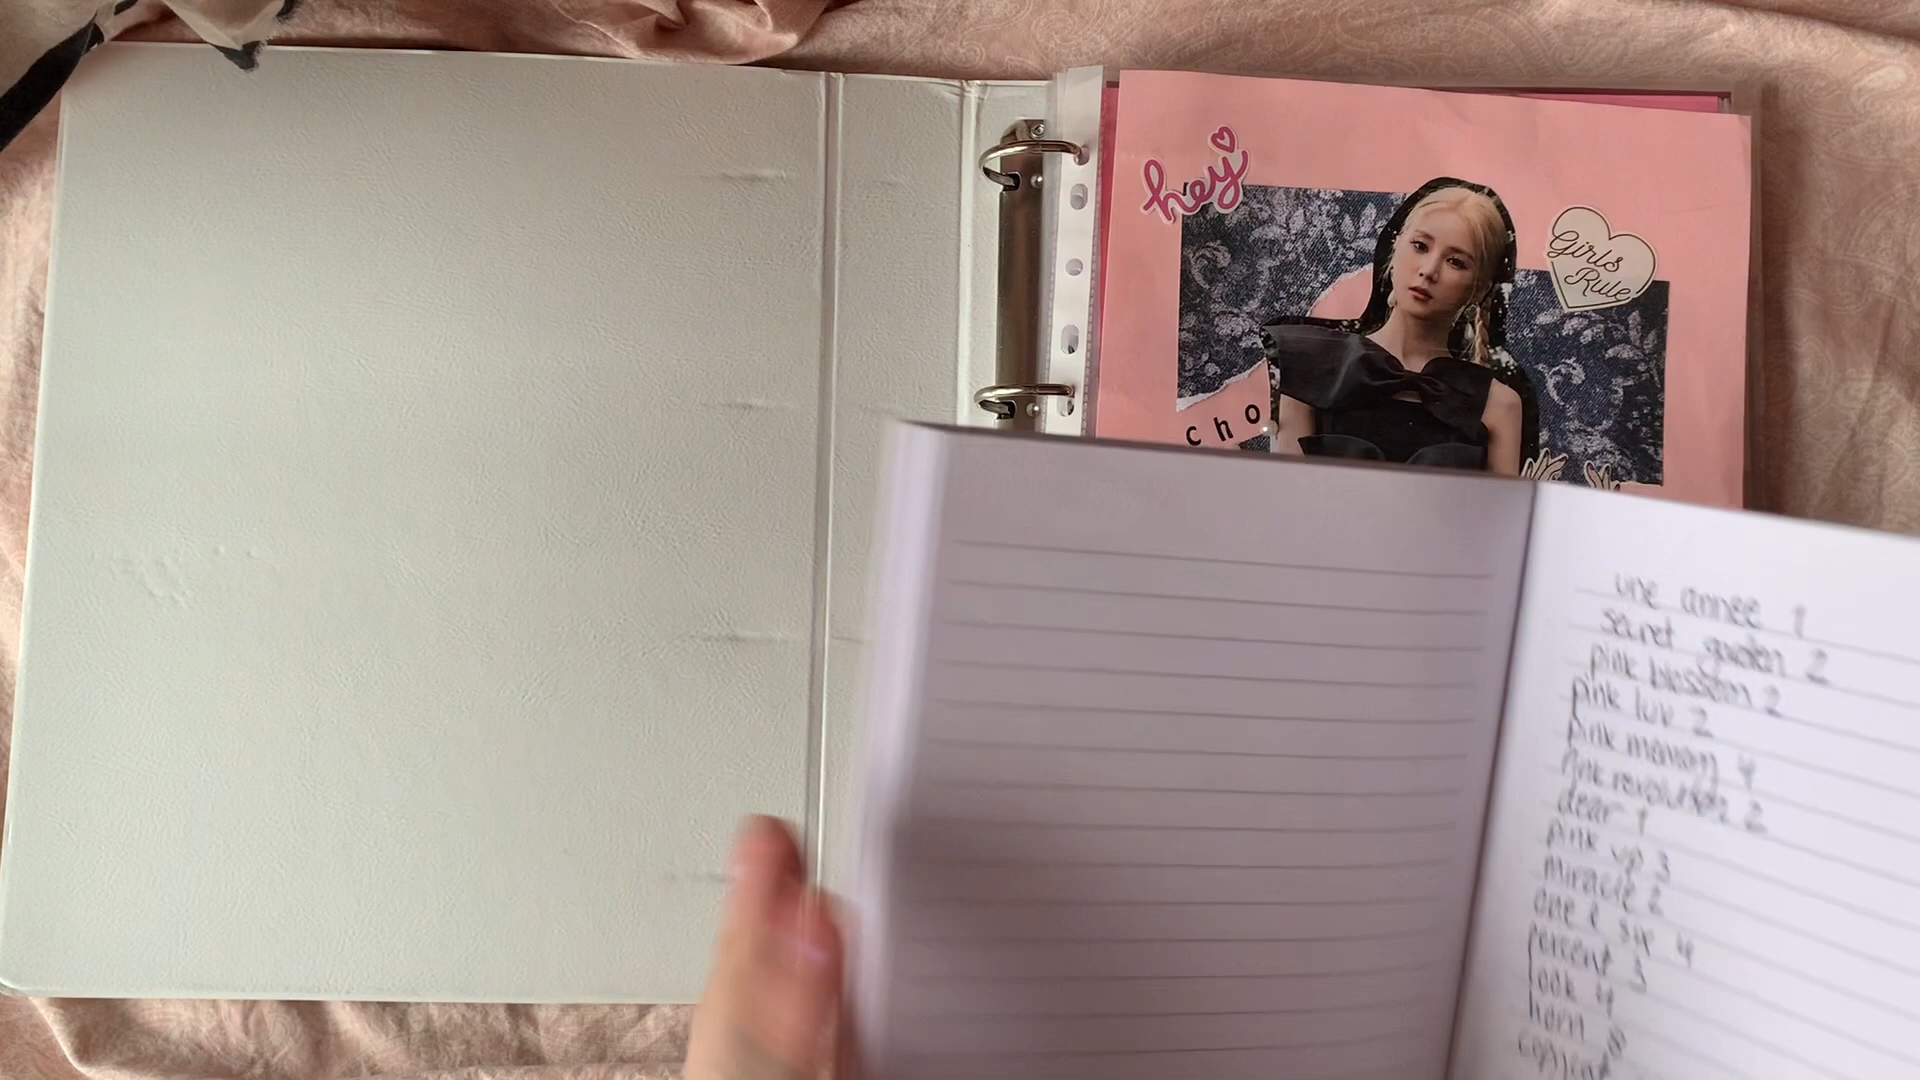 hey
Girls
Rule
cho
une annee 1
secret garden 2
pink blossom 2
pink luv 2
pink memory 4
pink revolution 2
dear 1
pink up 3
miracle 2
one & six 4
percent 3
look 4
horn